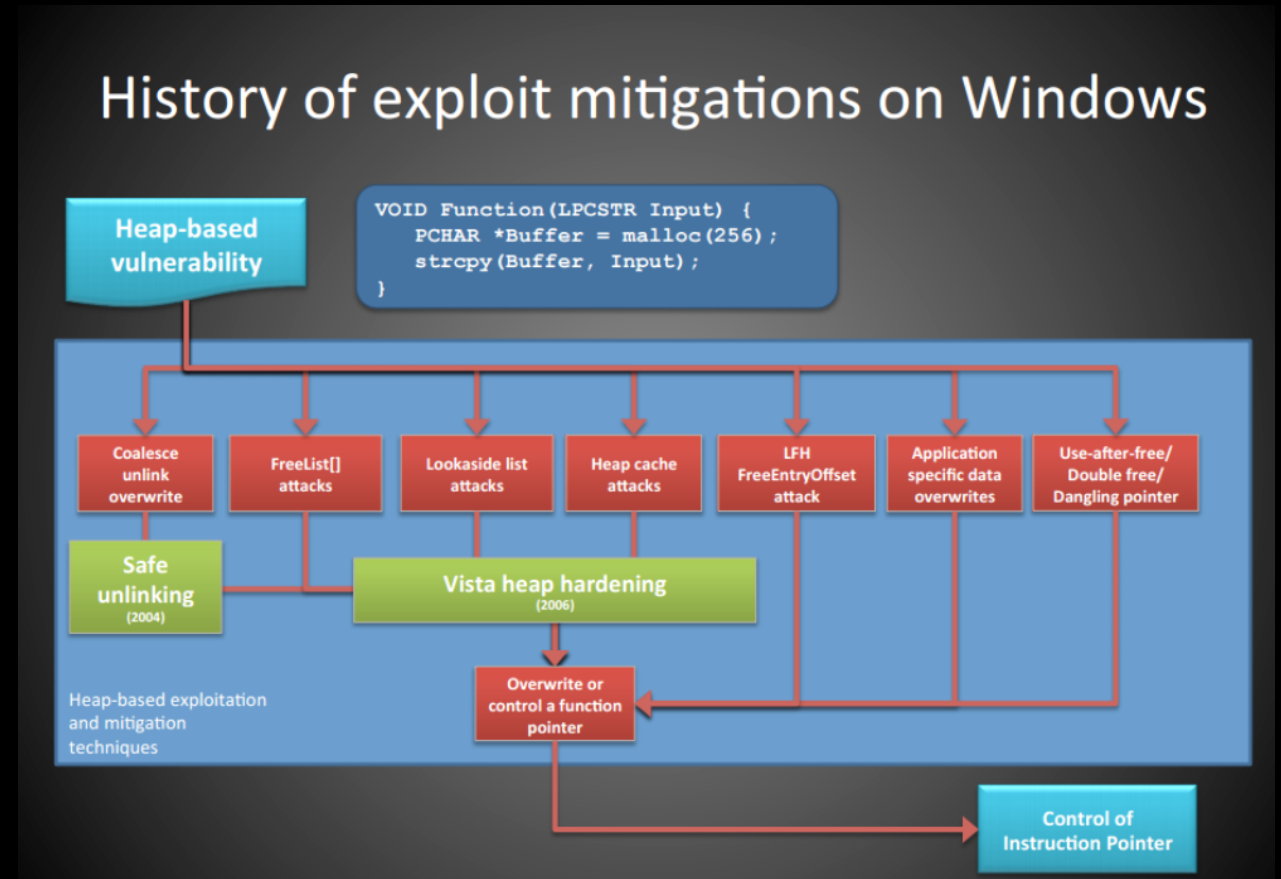 History of exploit mitigations on Windows
Heap-based
vulnerability
VOID Function(LPCSTR Input) {
PCHAR *Buffer = malloc(256);
strcpy(Buffer, Input);
}
Coalesce
unlink
overwrite
FreeList[]
attacks
Lookaside list
attacks
Heap cache
attacks
LFH
FreeEntryOffset
attack
Application
specific data
overwrites
Use-after-free/
Double free/
Dangling pointer
Safe
unlinking
(2004)
Vista heap hardening
(2006)
Overwrite or
control a function
pointer
Heap-based exploitation
and mitigation
techniques
Control of
Instruction Pointer